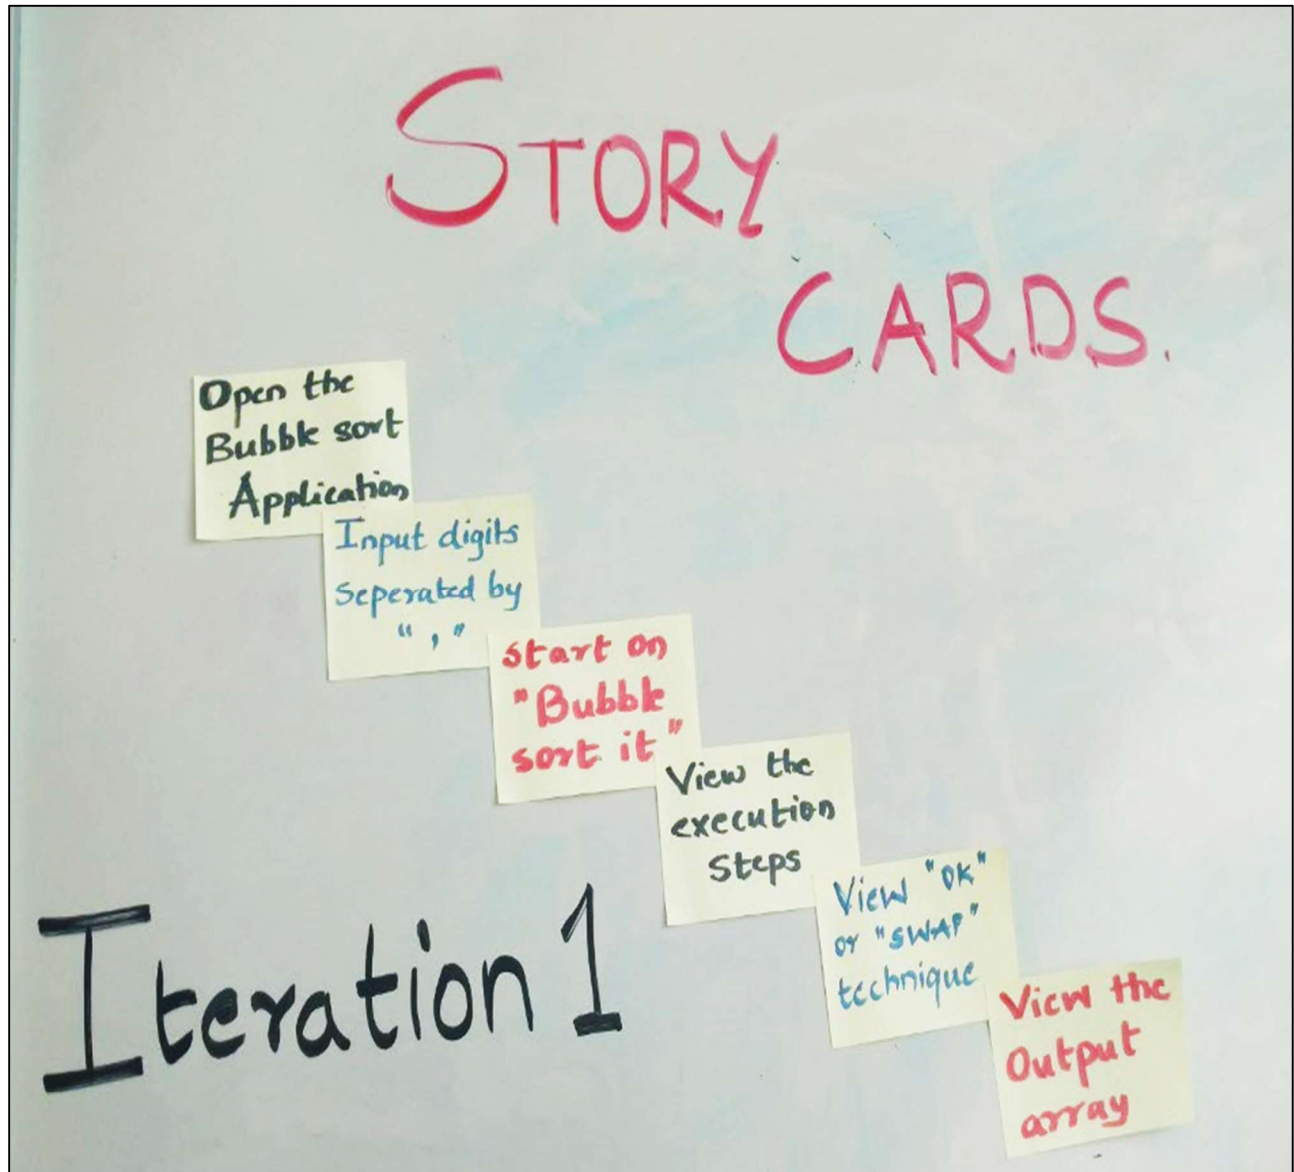 STORY
CARDS.
Open the
Bubble sort
Application
Input digits
seperated by
" , "
start on
"Bubble
sort it"
View the
execution
Steps
View "OK"
or "SWAP"
technique
View the
Output
array
Iteration 1